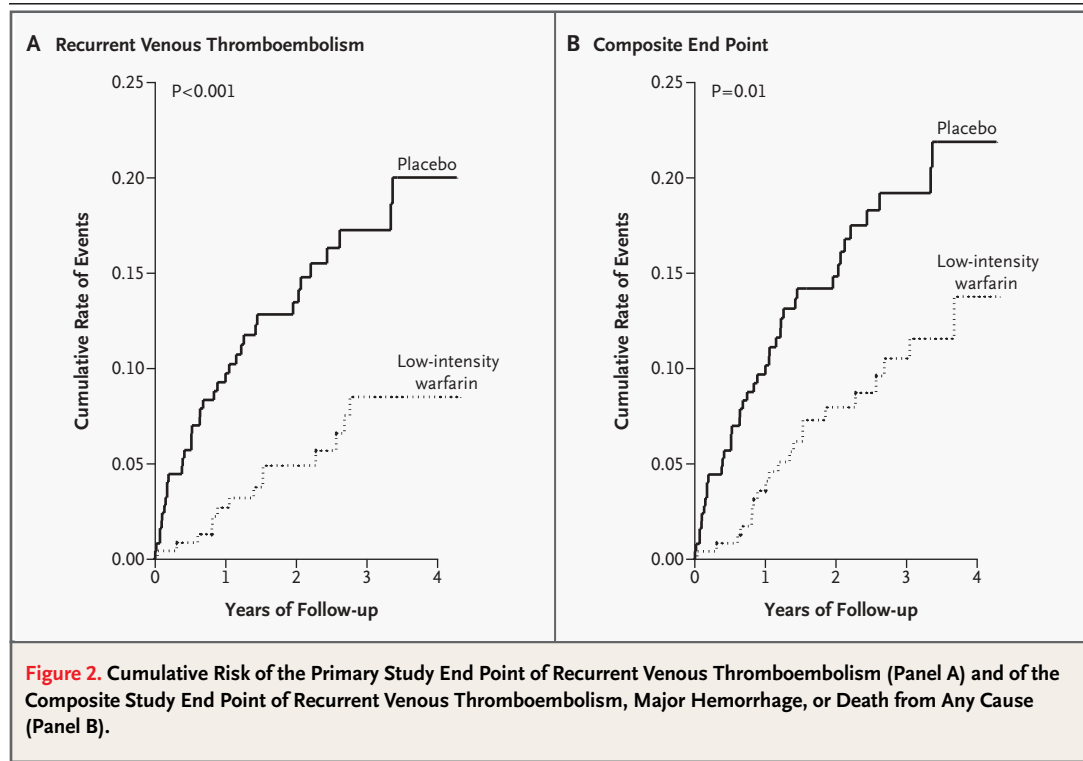 A Recurrent Venous Thromboembolism
P<0.001
Cumulative Rate of Events
0.25
0.20
0.15
0.10
0.05
0.00
Placebo
Low-intensity
warfarin
0 1 2 3 4
Years of Follow-up
B Composite End Point
P=0.01
Cumulative Rate of Events
0.25
0.20
0.15
0.10
0.05
0.00
Placebo
Low-intensity
warfarin
0 1 2 3 4
Years of Follow-up
Figure 2. Cumulative Risk of the Primary Study End Point of Recurrent Venous Thromboembolism (Panel A) and of the
Composite Study End Point of Recurrent Venous Thromboembolism, Major Hemorrhage, or Death from Any Cause
(Panel B).